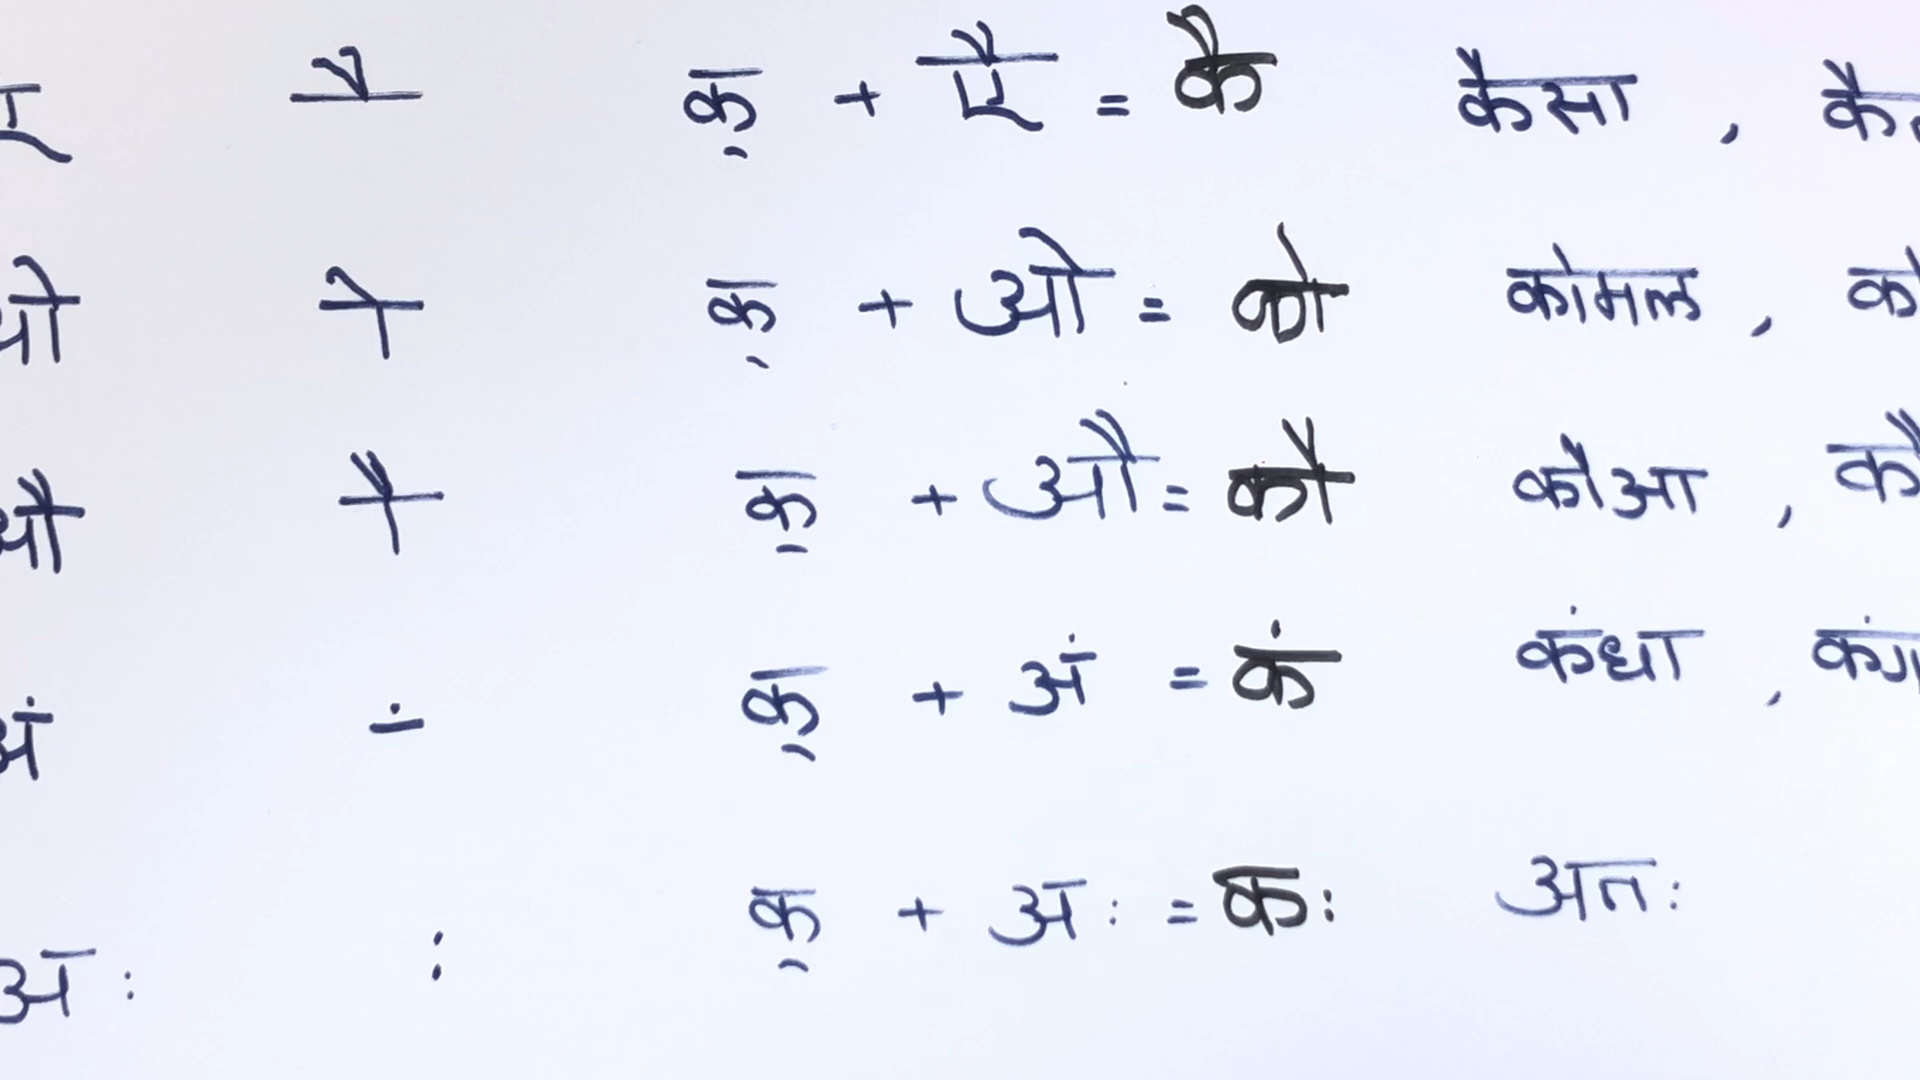 ऐ ै क् + ऐ = कै कैसा ,
ओ ो क् + ओ = को कोमल ,
औ ौ क् + औ = कौ कौआ ,
अं ं क् + अं = कं कंधा ,
अः ः क् + अः = कः अतः